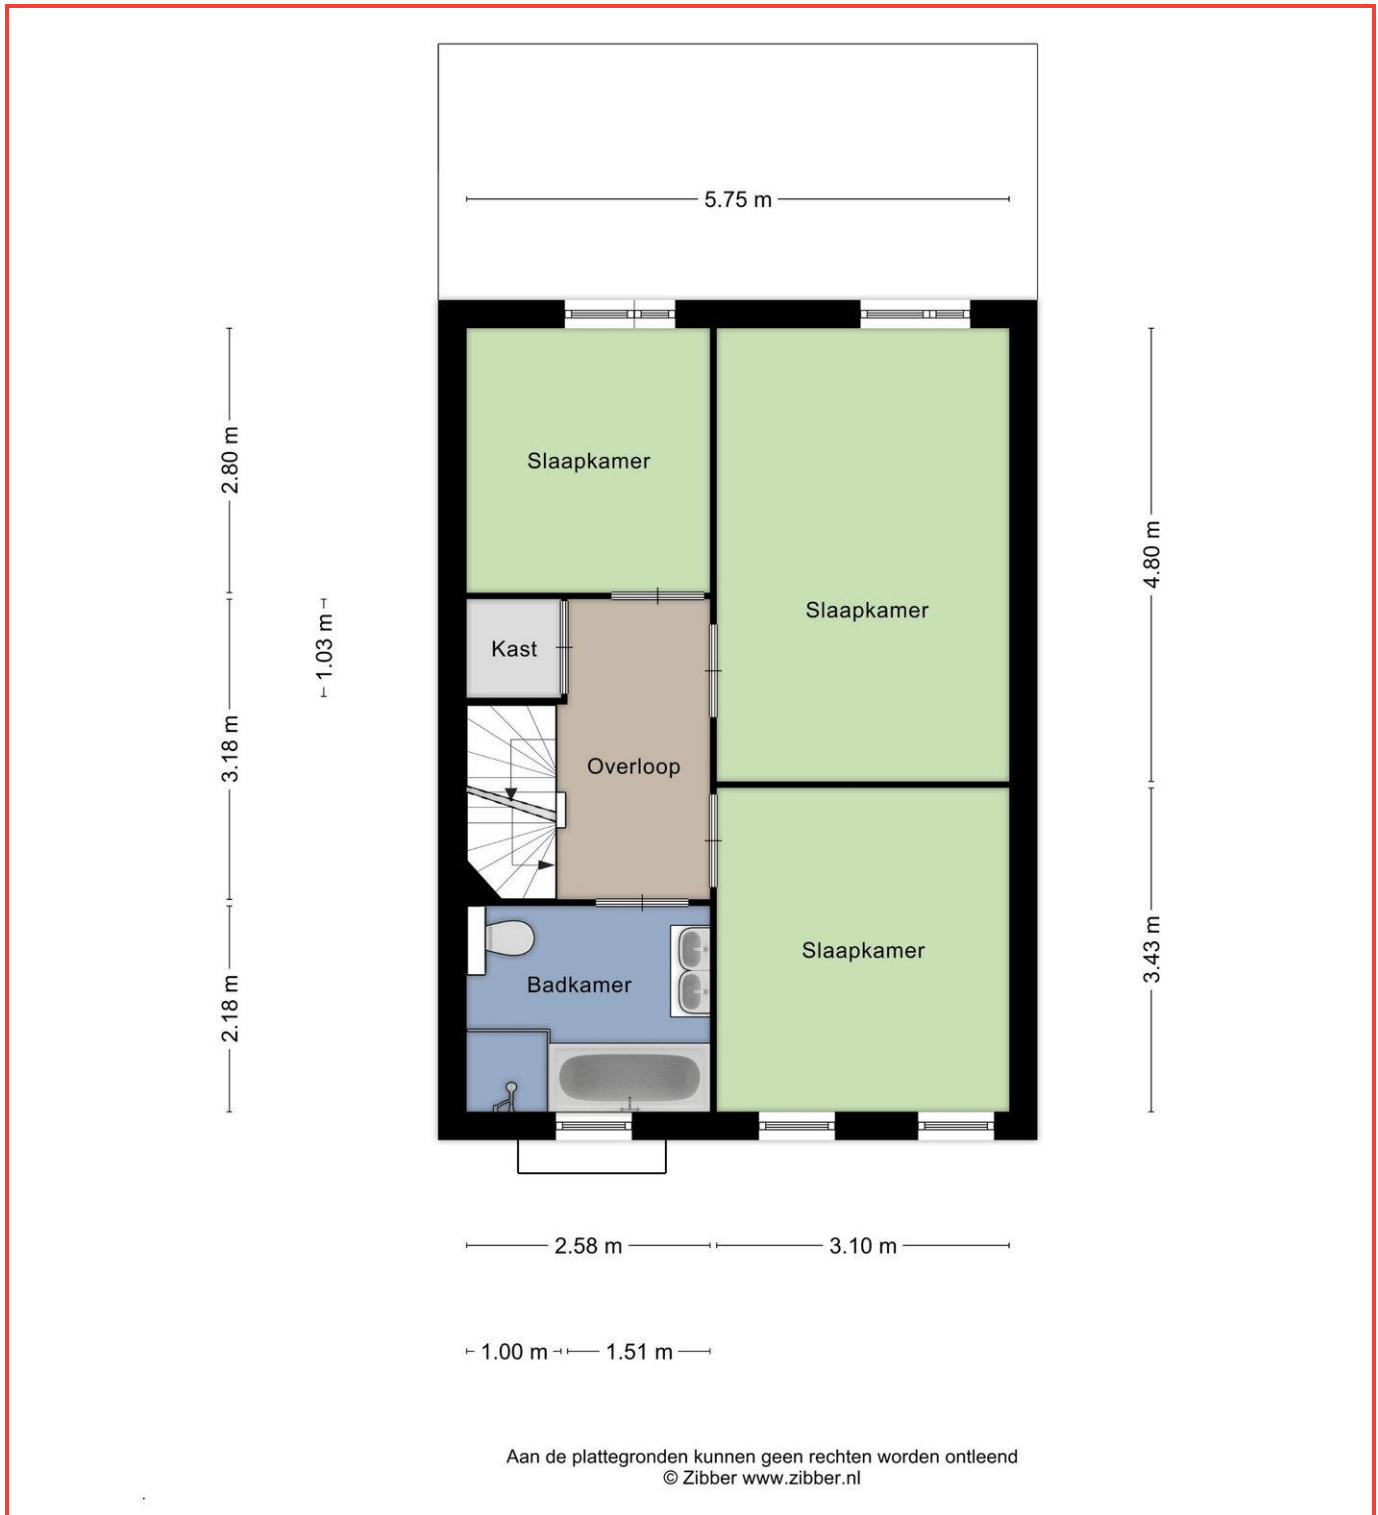 5.75 m
2.80 m
Slaapkamer
4.80 m
Slaapkamer
1.03 m
Kast
3.18 m
Overloop
Slaapkamer
3.43 m
Badkamer
2.18 m
2.58 m
3.10 m
1.00 m
1.51 m
Aan de plattegronden kunnen geen rechten worden ontleend
© Zibber www.zibber.nl